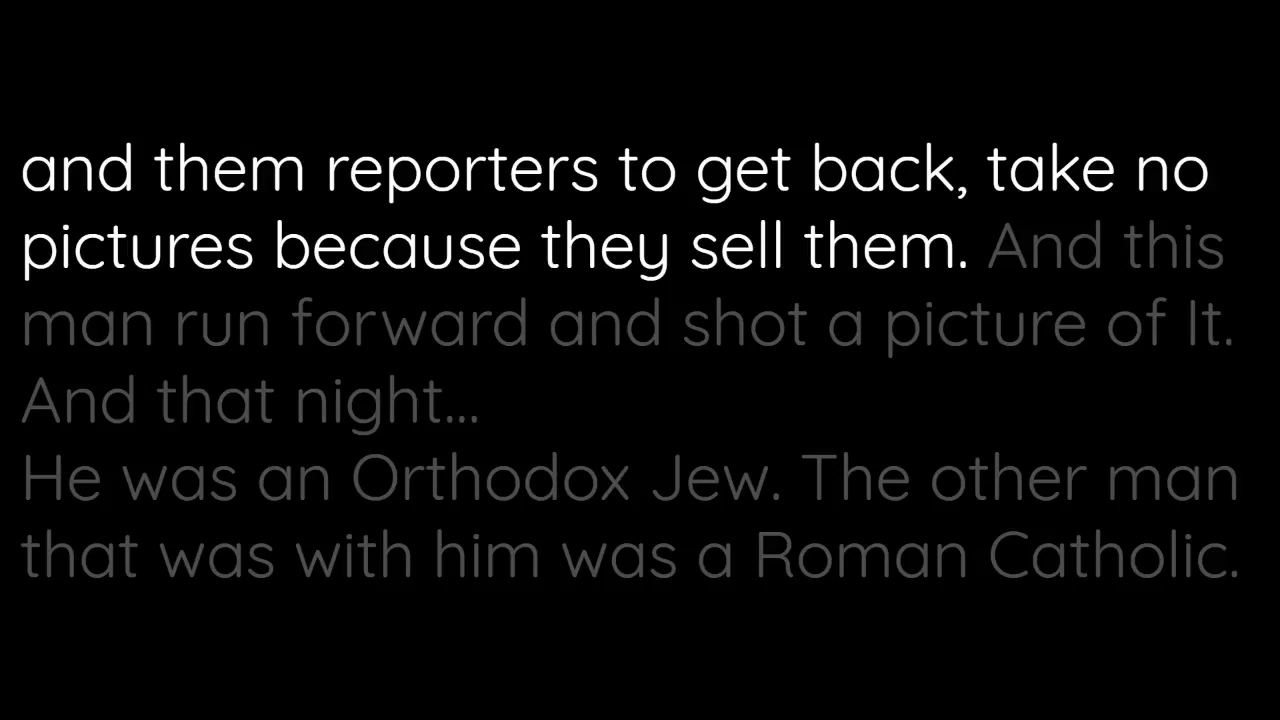 and them reporters to get back, take no
pictures because they sell them. And this
man run forward and shot a picture of It.
And that night...
He was an Orthodox Jew. The other man
that was with him was a Roman Catholic.